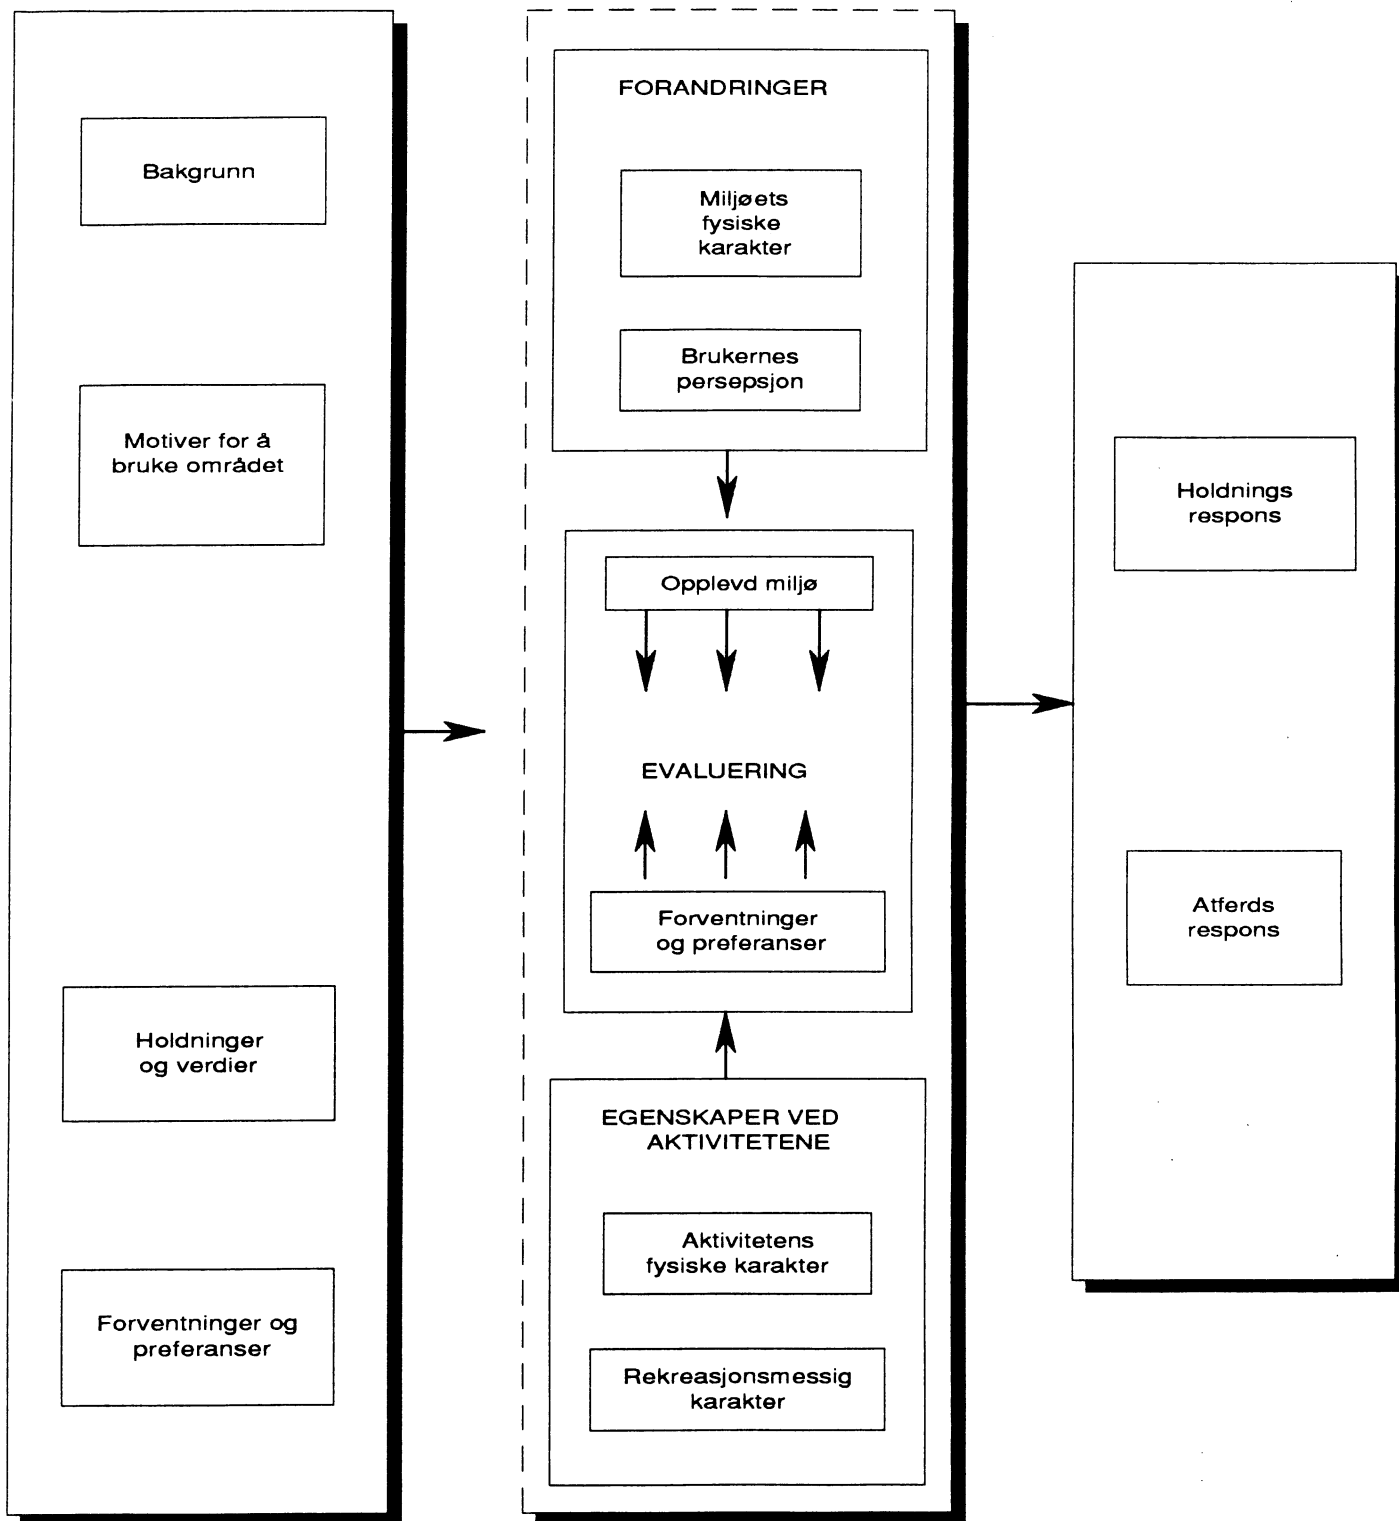 Bakgrunn
Motiver for å
bruke området
Holdninger
og verdier
Forventninger og
preferanser
FORANDRINGER
Miljøets
fysiske
karakter
Brukernes
persepsjon
Opplevd miljø
EVALUERING
Forventninger
og preferanser
EGENSKAPER VED
AKTIVITETENE
Aktivitetens
fysiske karakter
Rekreasjonsmessig
karakter
Holdnings
respons
Atferds
respons